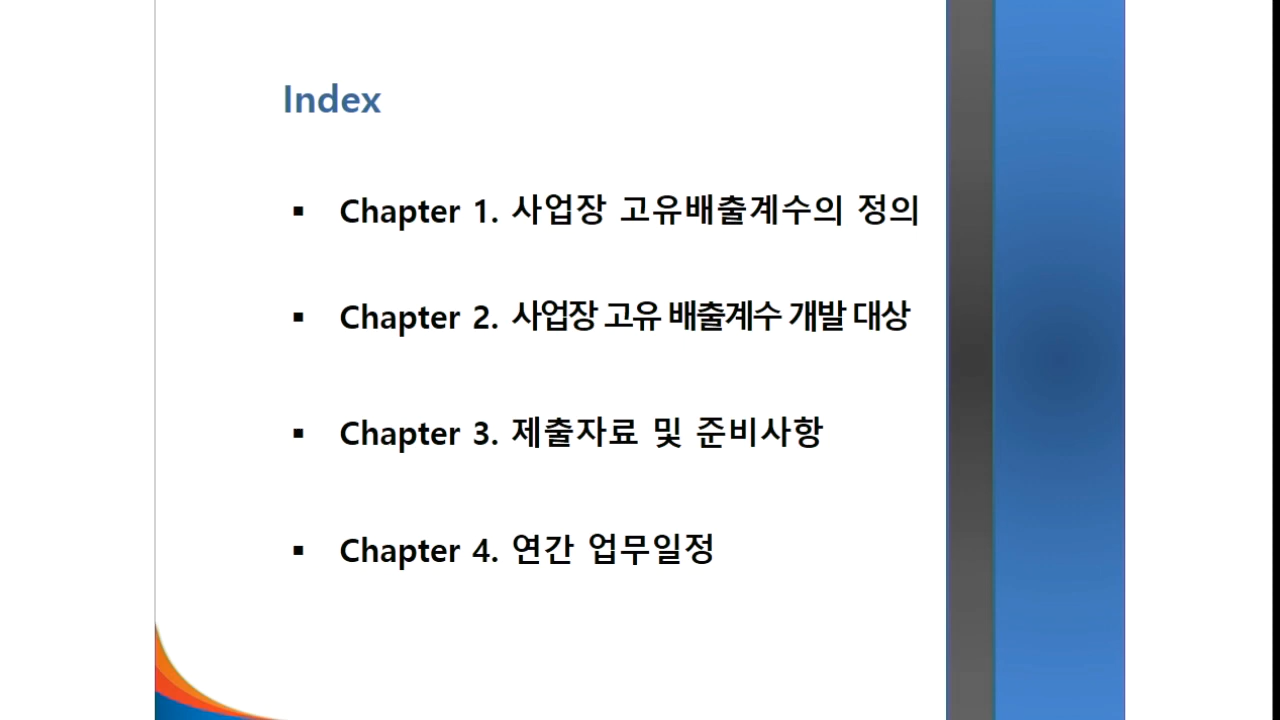 Index
▪ Chapter 1. 사업장 고유배출계수의 정의
▪ Chapter 2. 사업장 고유 배출계수 개발 대상
▪ Chapter 3. 제출자료 및 준비사항
▪ Chapter 4. 연간 업무일정